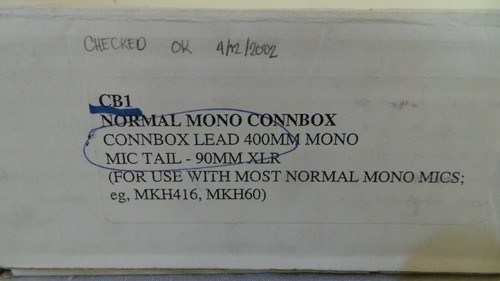 CHECKED OK 4/12/2002
CB1
NORMAL MONO CONNBOX
CONNBOX LEAD 400MM MONO
MIC TAIL - 90MM XLR
(FOR USE WITH MOST NORMAL MONO MICS;
eg, MKH416, MKH60)